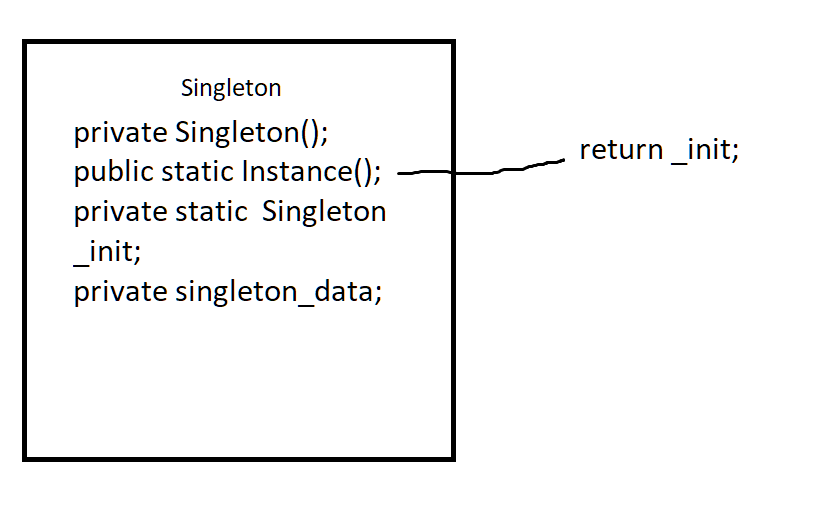 Singleton
private Singleton();
public static Instance();
return _init;
private static Singleton
_init;
private singleton_data;